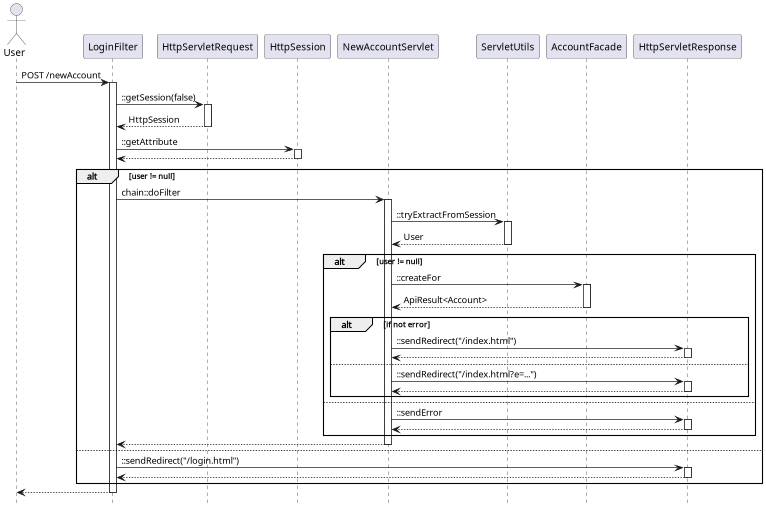 User
LoginFilter
HttpServletRequest
HttpSession
NewAccountServlet
ServletUtils
AccountFacade
HttpServletResponse
POST /newAccount
::getSession(false)
HttpSession
::getAttribute
alt [user != null]
chain::doFilter
::tryExtractFromSession
User
alt [user != null]
::createFor
ApiResult<Account>
alt [if not error]
::sendRedirect("/index.html")
::sendRedirect("/index.html?e=...")
::sendError
::sendRedirect("/login.html")